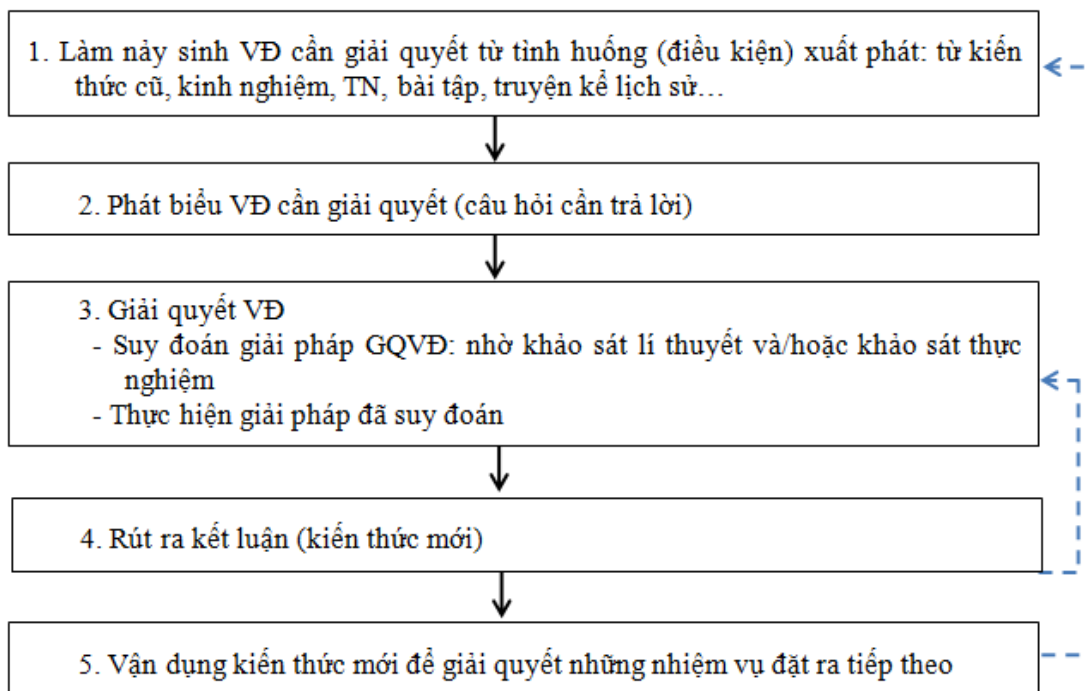 1. Làm nảy sinh VĐ cần giải quyết từ tình huống (điều kiện) xuất phát: từ kiến
thức cũ, kinh nghiệm, TN, bài tập, truyện kể lịch sử…
2. Phát biểu VĐ cần giải quyết (câu hỏi cần trả lời)
3. Giải quyết VĐ
- Suy đoán giải pháp GQVĐ: nhờ khảo sát lí thuyết và/hoặc khảo sát thực
nghiệm
- Thực hiện giải pháp đã suy đoán
4. Rút ra kết luận (kiến thức mới)
5. Vận dụng kiến thức mới để giải quyết những nhiệm vụ đặt ra tiếp theo